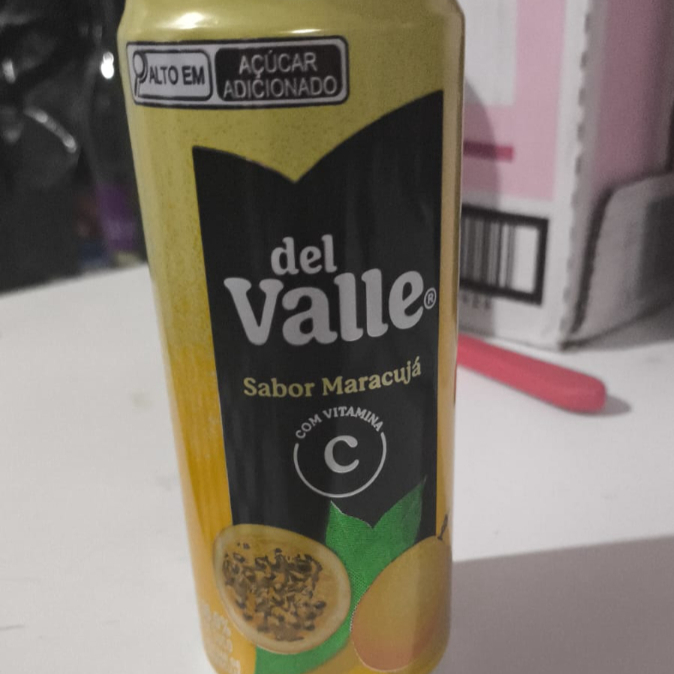 ALTO EM
AÇÚCAR
ADICIONADO
del
Valle®
Sabor Maracujá
COM VITAMINA
C